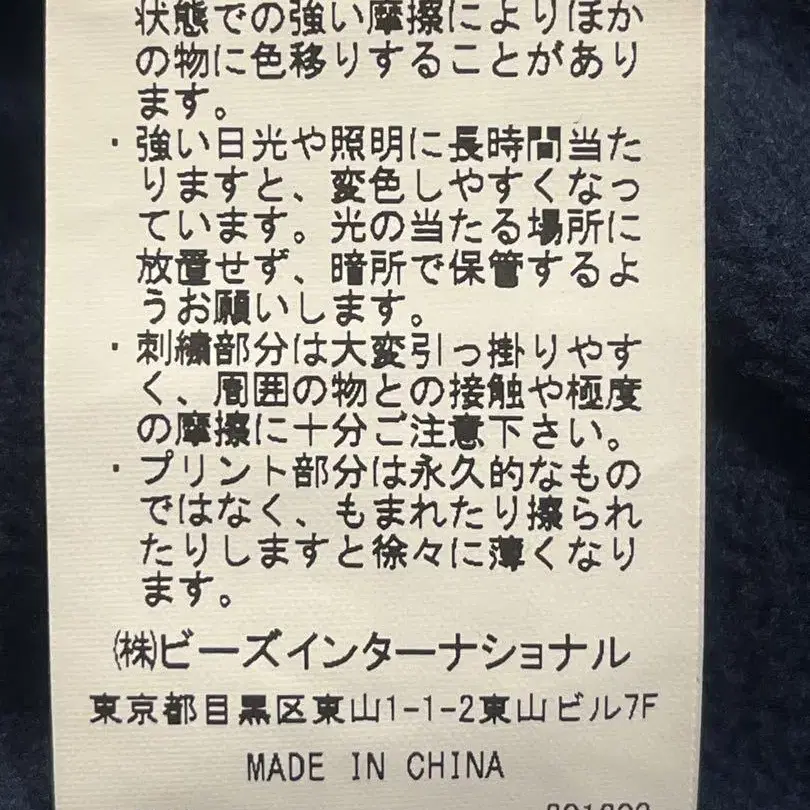 状態での強い摩擦によりほか
の物に色移りすることがあり
ます。
・強い日光や照明に長時間当た
りますと、変色しやすくなっ
ています。光の当たる場所に
放置せず、暗所で保管するよ
うお願いします。
・刺繍部分は大変引っ掛りやす
く、周囲の物との接触や極度
の摩擦に十分ご注意下さい。
・プリント部分は永久的なもの
ではなく、もまれたり擦られ
たりしますと徐々に薄くなり
ます。
㈱ビーズインターナショナル
東京都目黒区東山1-1-2東山ビル7F
MADE IN CHINA